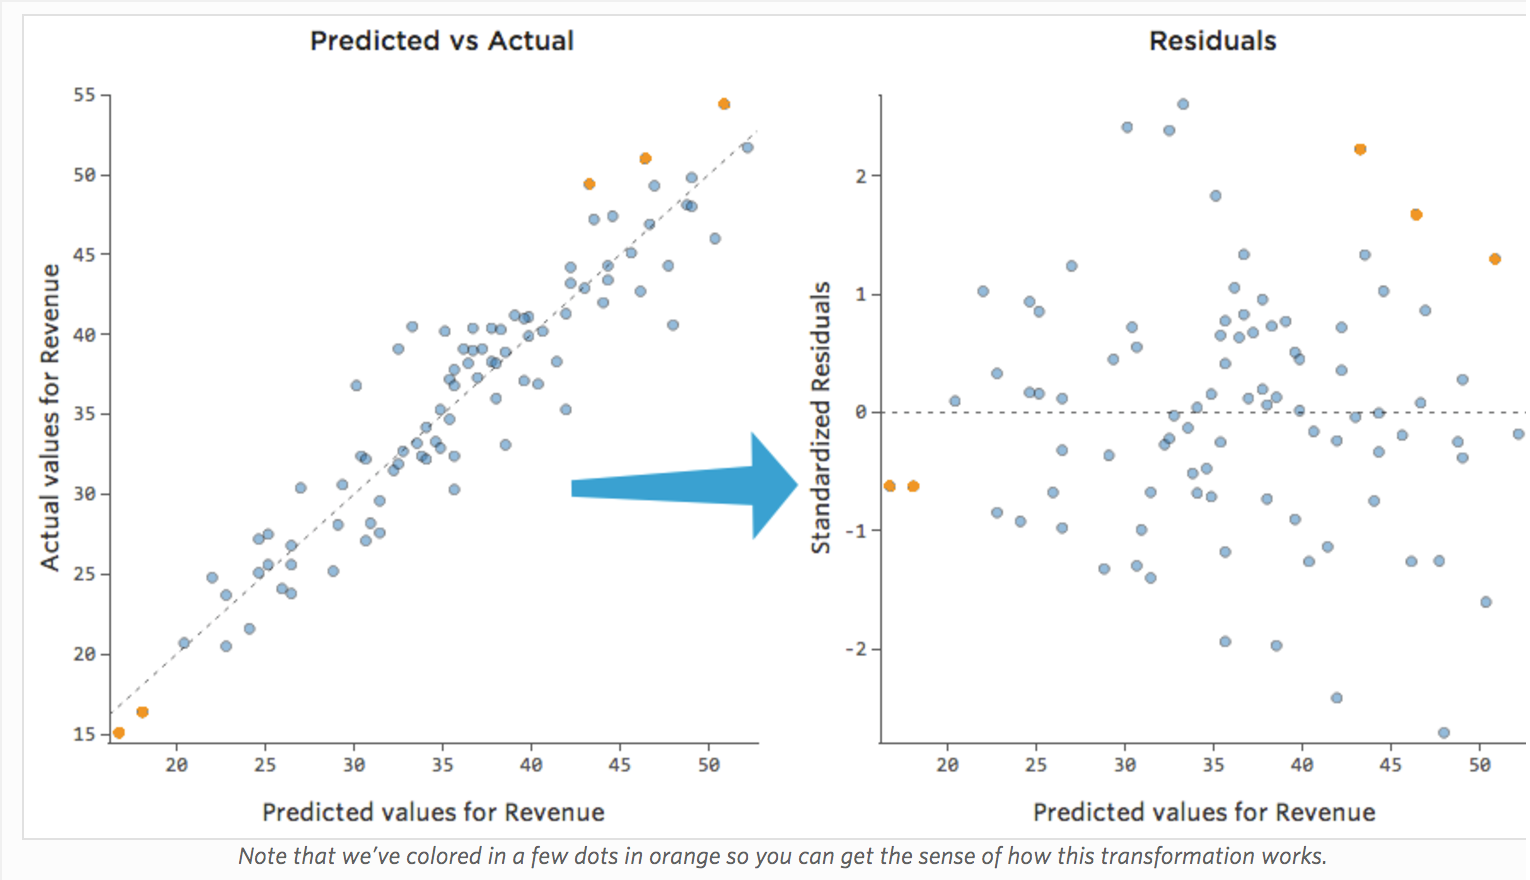 Predicted vs Actual
Residuals
55
50
45
40
35
30
25
20
15
Actual values for Revenue
20 25 30 35 40 45 50
Predicted values for Revenue
2
1
0
-1
-2
Standardized Residuals
20 25 30 35 40 45 50
Predicted values for Revenue
Note that we’ve colored in a few dots in orange so you can get the sense of how this transformation works.